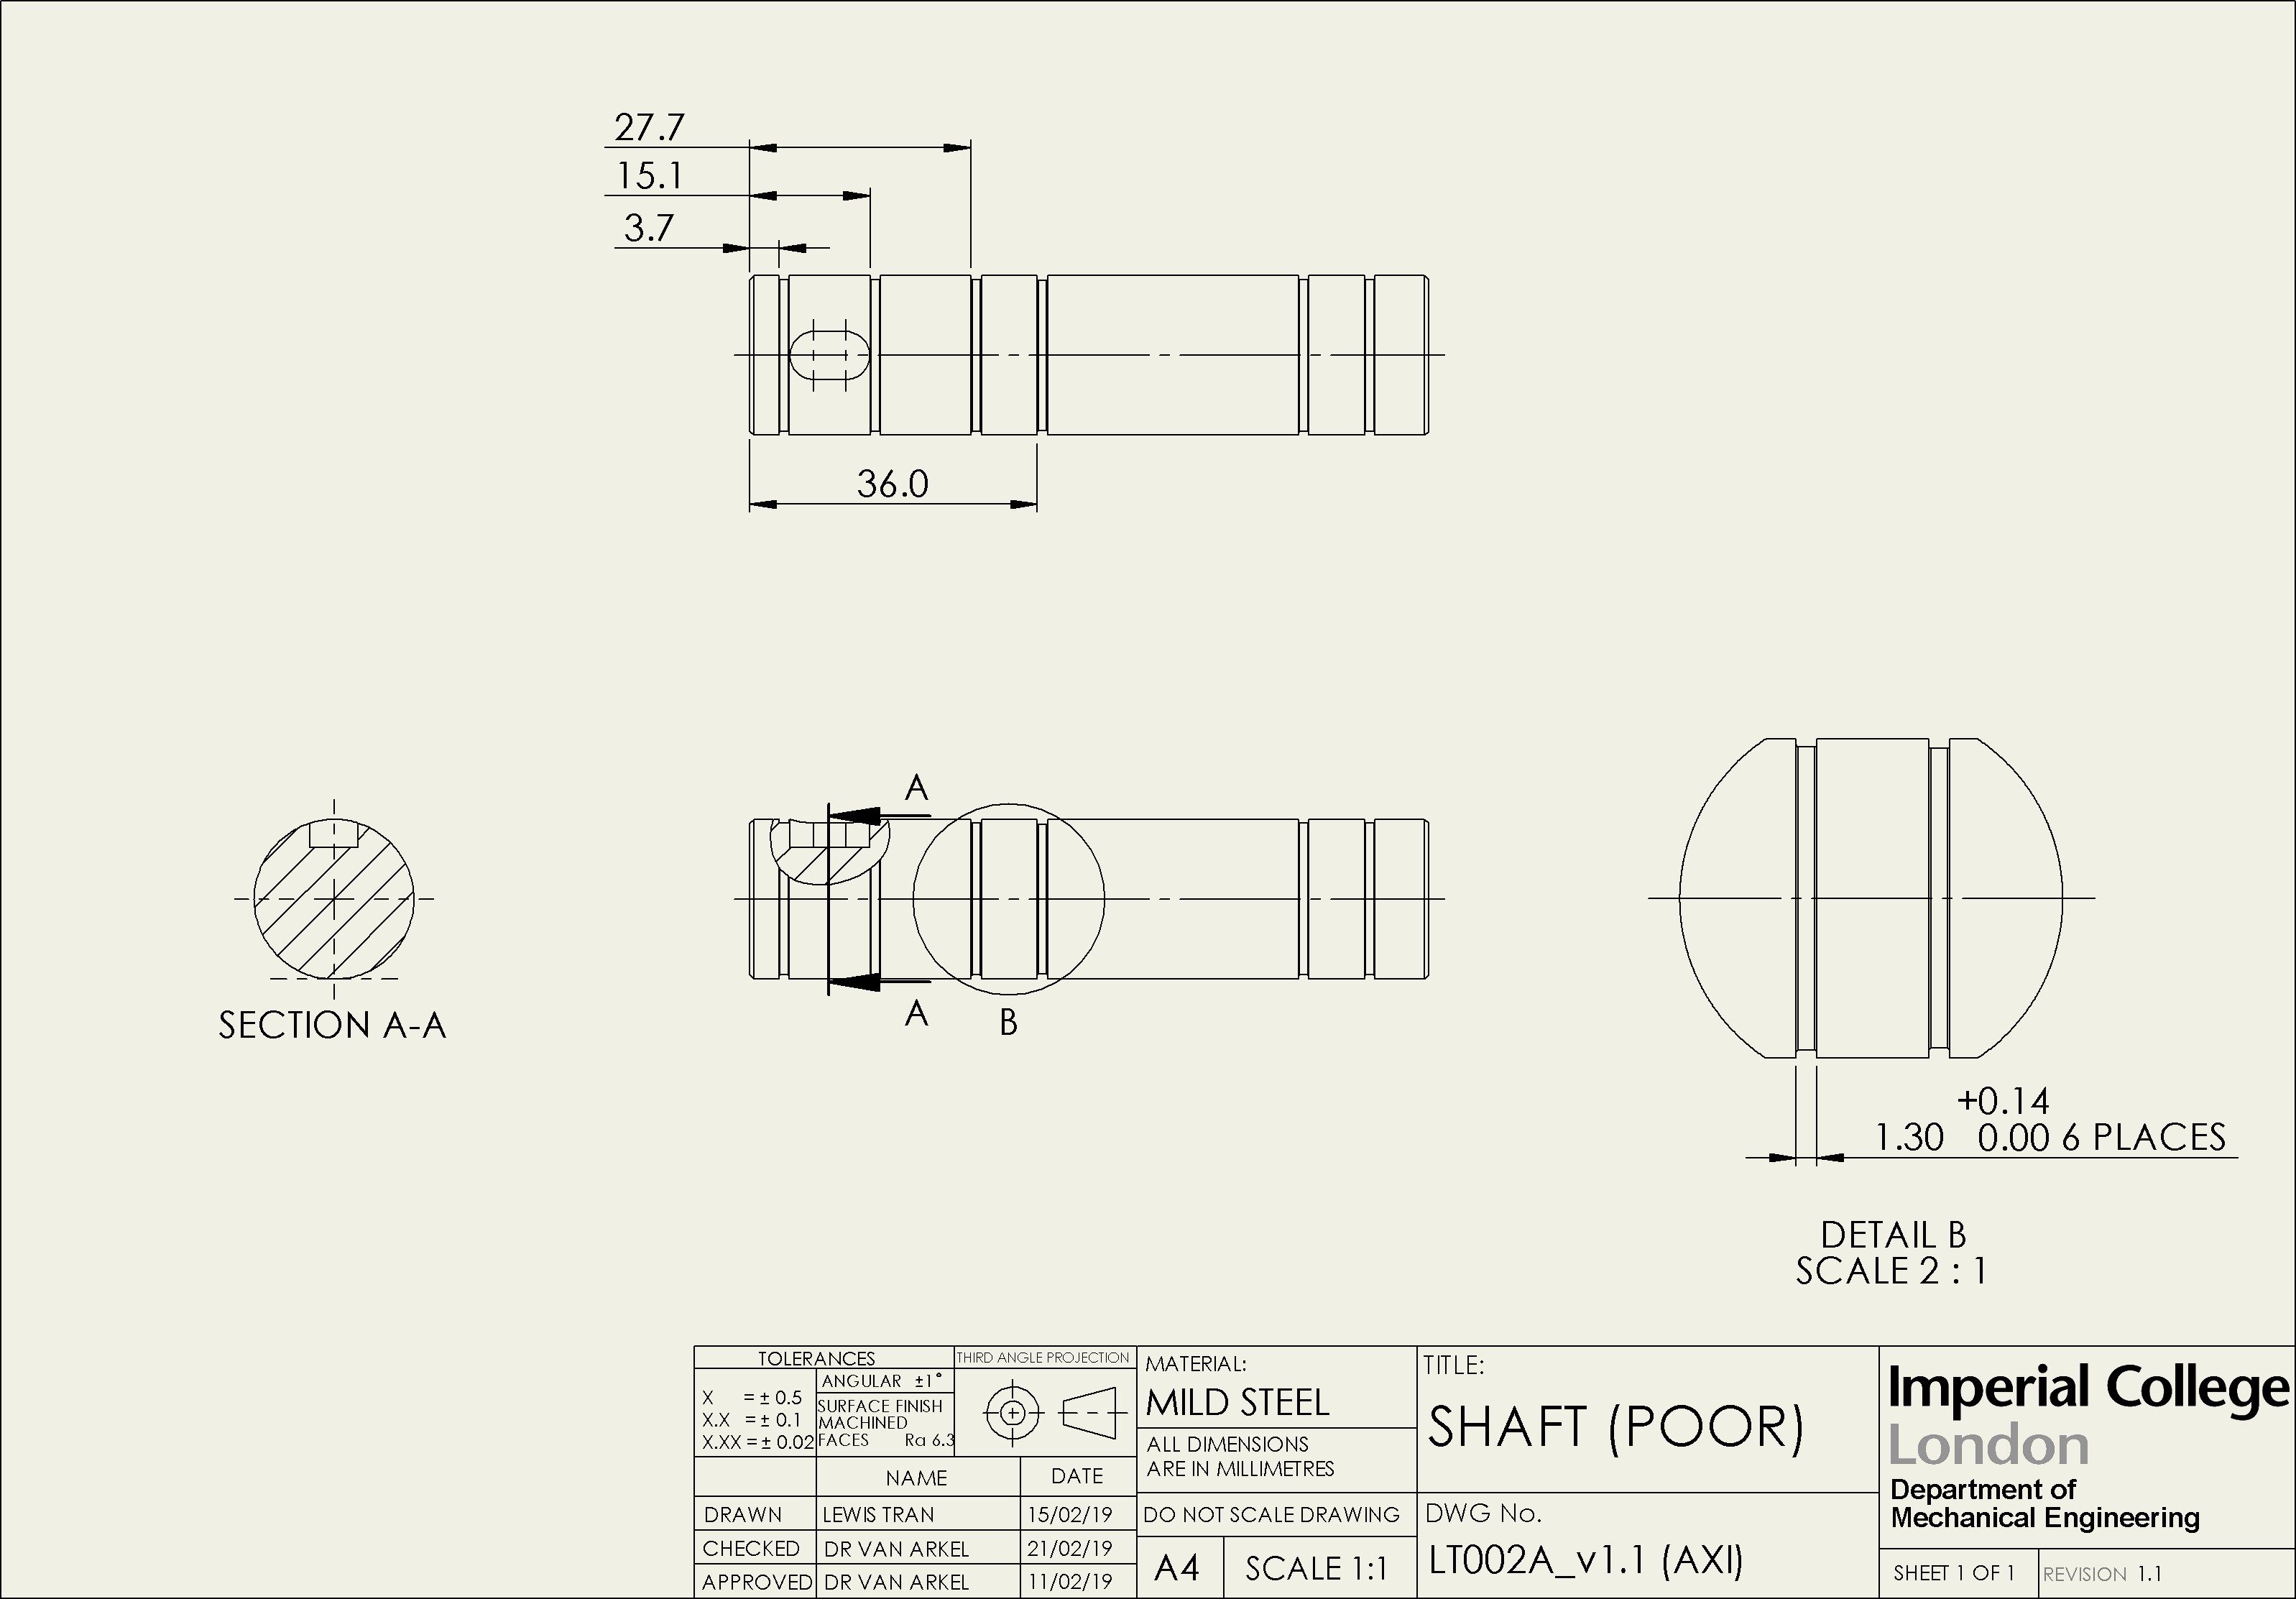 27.7
15.1
3.7
36.0
A
A
B
SECTION A-A
+0.14
1.30 0.00 6 PLACES
DETAIL B
SCALE 2 : 1
TOLERANCES
X = ± 0.5
X.X = ± 0.1
X.XX = ± 0.02
ANGULAR ±1°
SURFACE FINISH
MACHINED
FACES Ra 6.3
THIRD ANGLE PROJECTION
NAME DATE
DRAWN LEWIS TRAN 15/02/19
CHECKED DR VAN ARKEL 21/02/19
APPROVED DR VAN ARKEL 11/02/19
MATERIAL:
MILD STEEL
ALL DIMENSIONS
ARE IN MILLIMETRES
DO NOT SCALE DRAWING
A4 SCALE 1:1
TITLE:
SHAFT (POOR)
DWG No.
LT002A_v1.1 (AXI)
Imperial College
London
Department of
Mechanical Engineering
SHEET 1 OF 1 REVISION 1.1